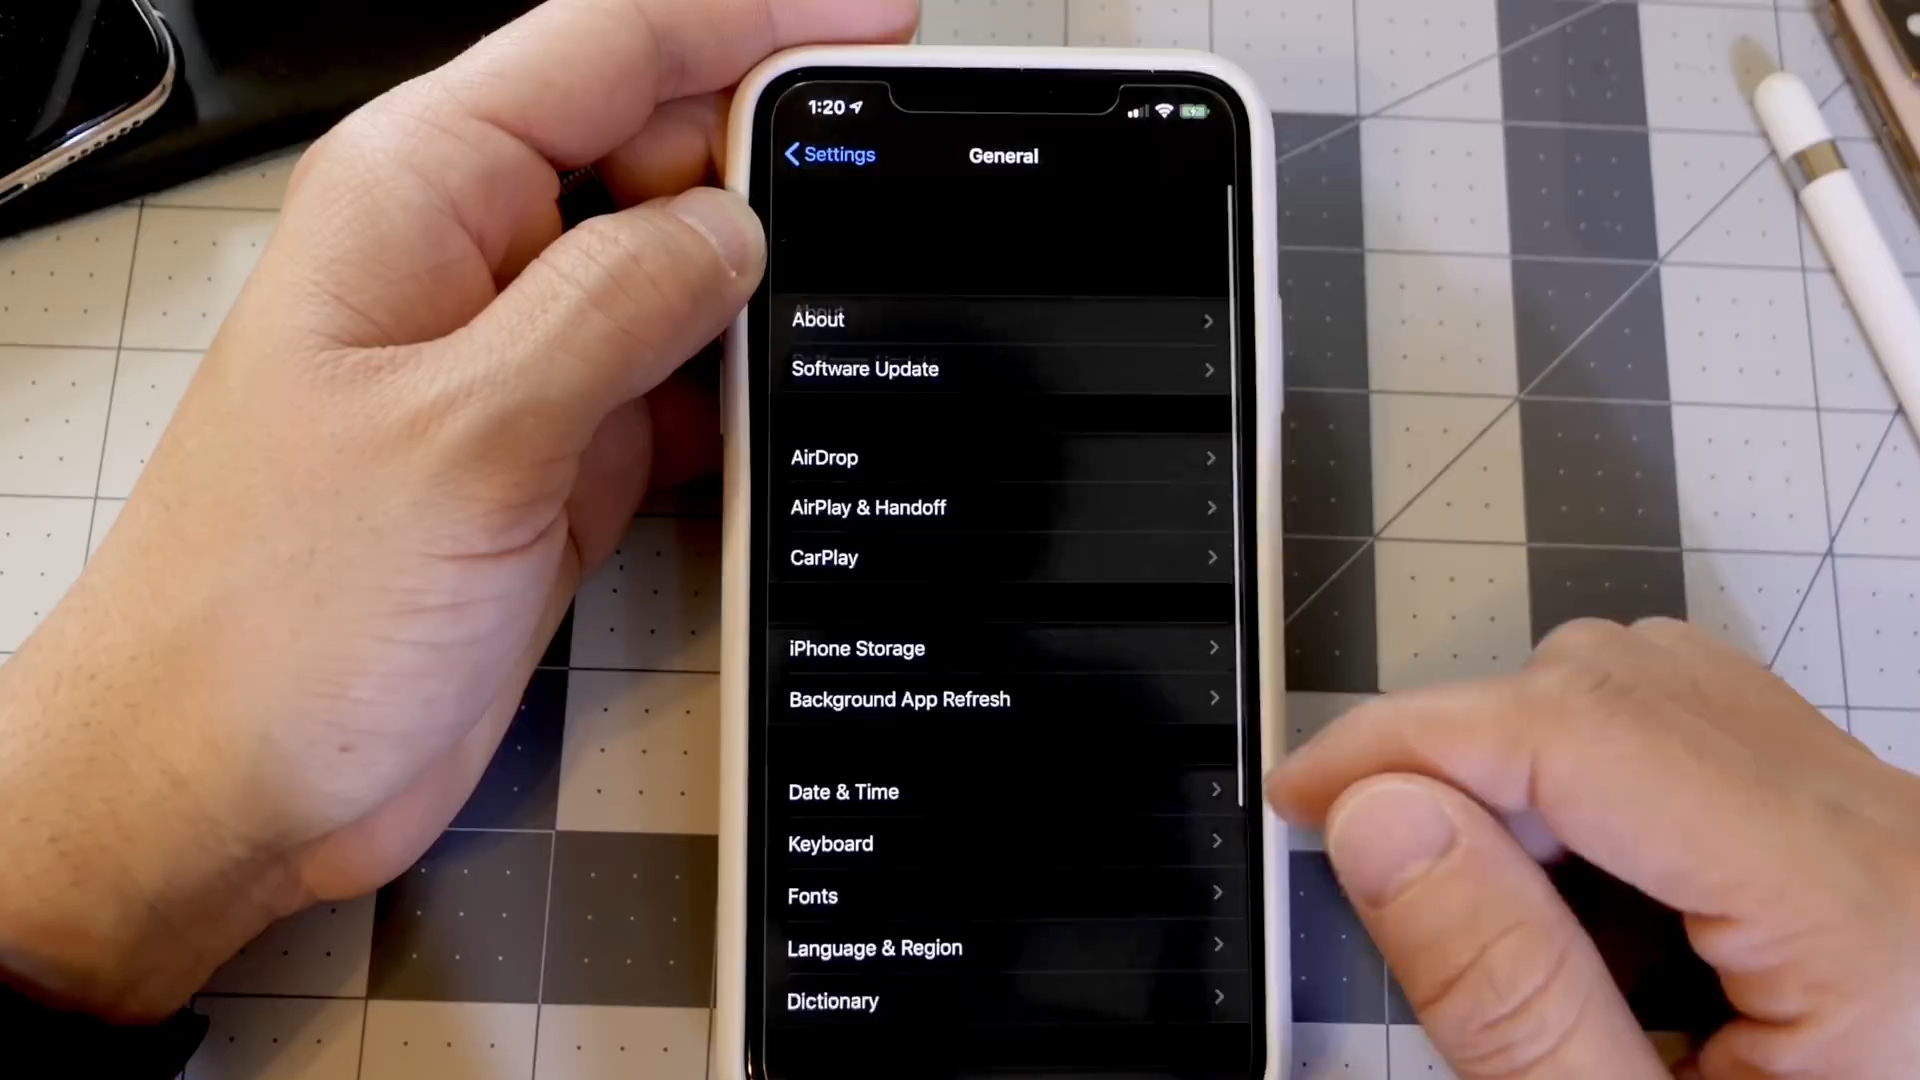 1:20
Settings
General
About
Software Update
AirDrop
AirPlay & Handoff
CarPlay
iPhone Storage
Background App Refresh
Date & Time
Keyboard
Fonts
Language & Region
Dictionary